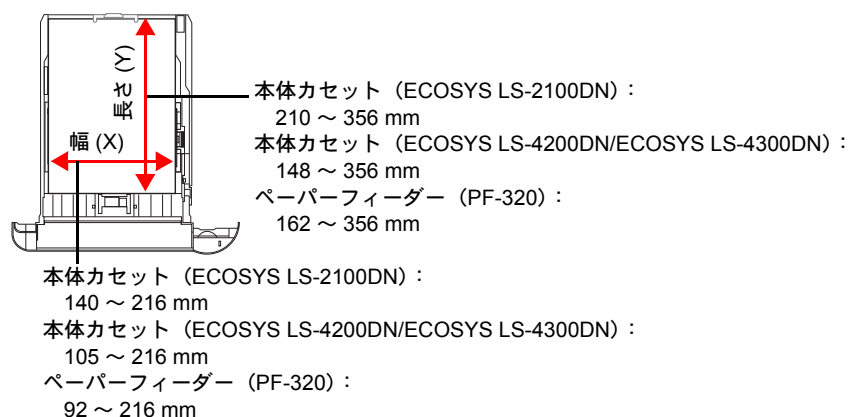 長さ (Y)
幅 (X)
本体カセット（ECOSYS LS-2100DN）：
210 ～ 356 mm
本体カセット（ECOSYS LS-4200DN/ECOSYS LS-4300DN）：
148 ～ 356 mm
ペーパーフィーダー（PF-320）：
162 ～ 356 mm
本体カセット（ECOSYS LS-2100DN）：
140 ～ 216 mm
本体カセット（ECOSYS LS-4200DN/ECOSYS LS-4300DN）：
105 ～ 216 mm
ペーパーフィーダー（PF-320）：
92 ～ 216 mm